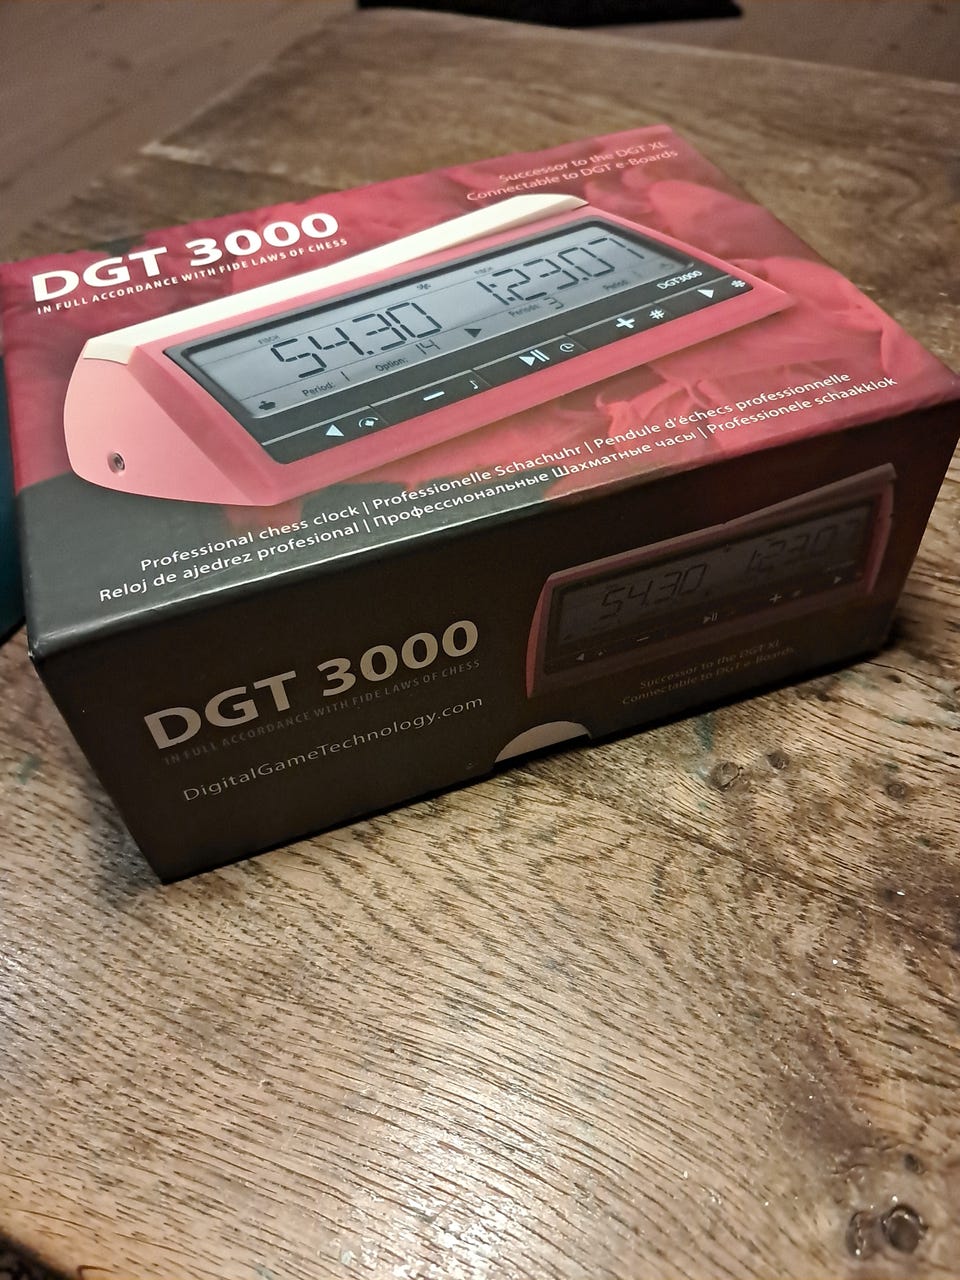 Successor to the DGT XL
Connectable to DGT e-Boards
DGT 3000
IN FULL ACCORDANCE WITH FIDE LAWS OF CHESS
FISCH FISCH
54.30 1:23.07
Period: 1 Option: 14 Periods: 3 Period:
DGT3000
Professional chess clock | Professionelle Schachuhr | Pendule d'échecs professionnelle
Reloj de ajedrez profesional | Профессиональные Шахматные часы | Professionele schaakklok
54.30 1:23.07
DGT 3000
IN FULL ACCORDANCE WITH FIDE LAWS OF CHESS
DigitalGameTechnology.com
Successor to the DGT XL
Connectable to DGT e-Boards